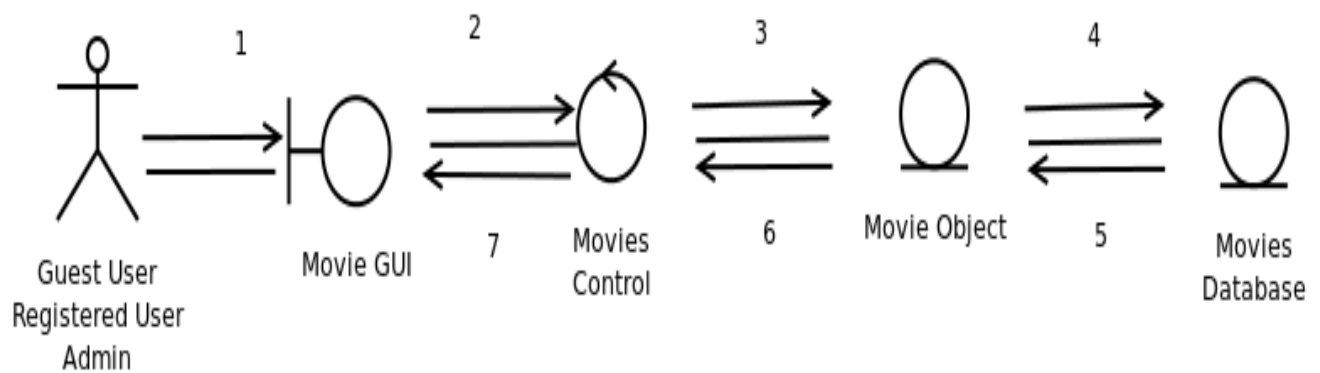 1
2
3
4
7
6
5
Guest User
Registered User
Admin
Movie GUI
Movies
Control
Movie Object
Movies
Database